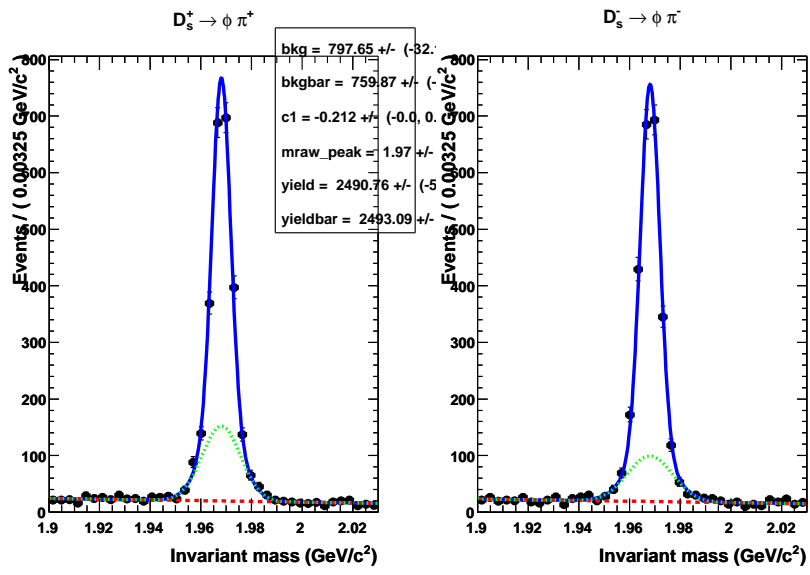 D_s^+ → φ π^+
bkg = 797.65 +/- (-32.
bkgbar = 759.87 +/- (-
c1 = -0.212 +/- (-0.0, 0.
mraw_peak = 1.97 +/-
yield = 2490.76 +/- (-5
yieldbar = 2493.09 +/-
Events / ( 0.00325 GeV/c² )
800
700
600
500
400
300
200
100
0
1.9 1.92 1.94 1.96 1.98 2 2.02
Invariant mass (GeV/c²)
D_s^- → φ π^-
Events / ( 0.00325 GeV/c² )
800
700
600
500
400
300
200
100
0
1.9 1.92 1.94 1.96 1.98 2 2.02
Invariant mass (GeV/c²)